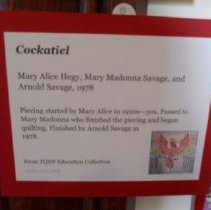 Cockatiel
Mary Alice Hegy, Mary Madonna Savage, and
Arnold Savage, 1978
Piecing started by Mary Alice in 1920s—30s. Passed to
Mary Madonna who finished the piecing and began
quilting. Finished by Arnold Savage in
1978.
From TQHF Education Collection